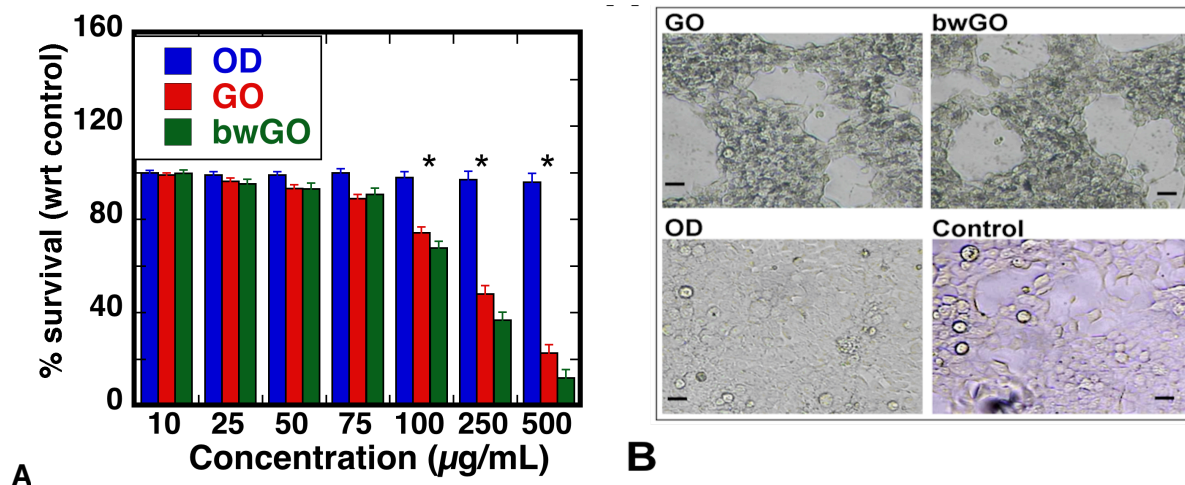 160
120
80
40
0
% survival (wrt control)
OD
GO
bwGO
* * *
10 25 50 75 100 250 500
Concentration (µg/mL)
A
GO bwGO
OD Control
B